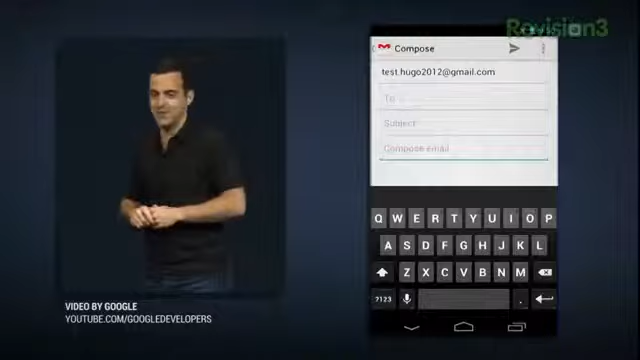 Revision3
Compose
test.hugo2012@gmail.com
To
Subject
Compose email
Q W E R T Y U I O P
A S D F G H J K L
Z X C V B N M
?123 .
VIDEO BY GOOGLE
YOUTUBE.COM/GOOGLEDEVELOPERS